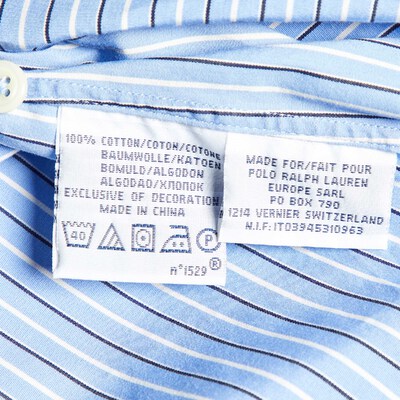 100% COTTON/COTON/COTONE
BAUMWOLLE/KATOEN
BOMULD/ALGODON
ALGODAO/ХЛОПОК
EXCLUSIVE OF DECORATION
MADE IN CHINA
40
P
n°1529®
MADE FOR/FAIT POUR
POLO RALPH LAUREN
EUROPE SARL
PO BOX 790
1214 VERNIER SWITZERLAND
N.I.F: IT03945310963